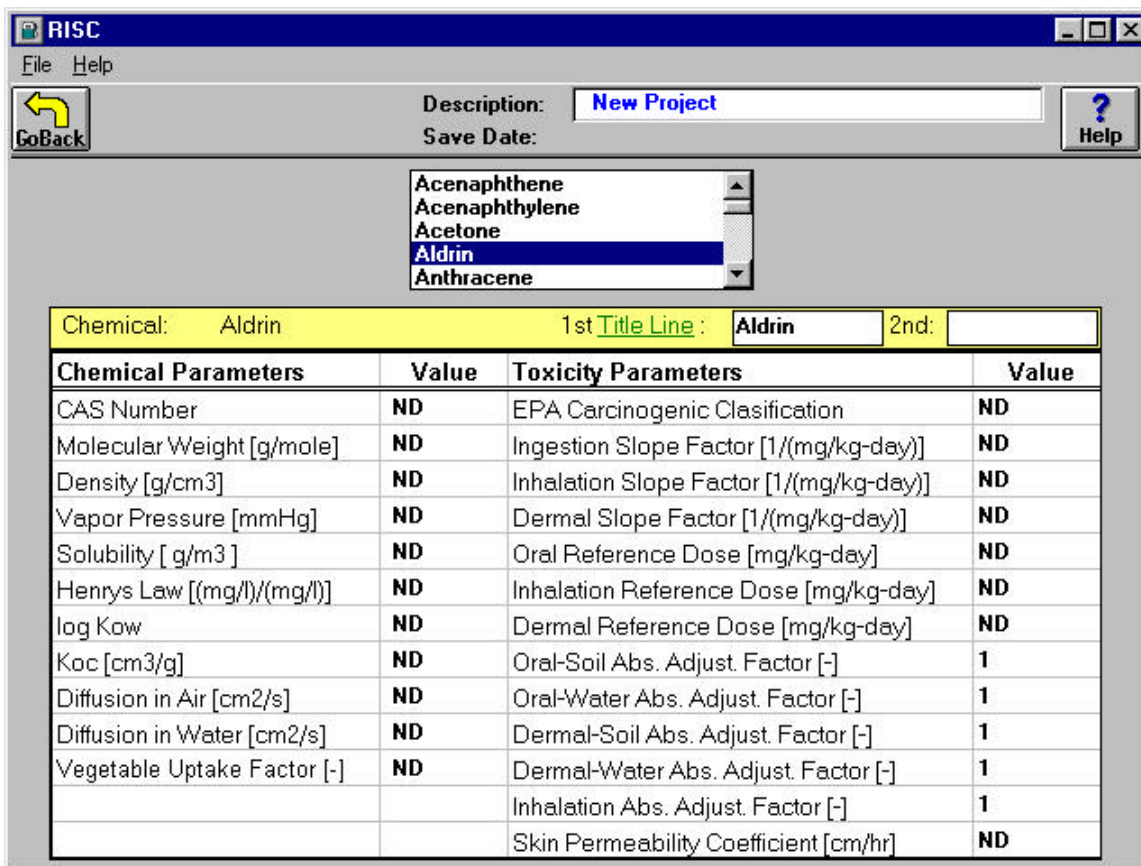 RISC
File Help
GoBack
Description: New Project
Save Date:
? Help
Acenaphthene
Acenaphthylene
Acetone
Aldrin
Anthracene
Chemical: Aldrin 1st Title Line : Aldrin 2nd:
Chemical Parameters Value Toxicity Parameters Value
CAS Number ND EPA Carcinogenic Clasification ND
Molecular Weight [g/mole] ND Ingestion Slope Factor [1/(mg/kg-day)] ND
Density [g/cm3] ND Inhalation Slope Factor [1/(mg/kg-day)] ND
Vapor Pressure [mmHg] ND Dermal Slope Factor [1/(mg/kg-day)] ND
Solubility [ g/m3 ] ND Oral Reference Dose [mg/kg-day] ND
Henrys Law [(mg/l)/(mg/l)] ND Inhalation Reference Dose [mg/kg-day] ND
log Kow ND Dermal Reference Dose [mg/kg-day] ND
Koc [cm3/g] ND Oral-Soil Abs. Adjust. Factor [-] 1
Diffusion in Air [cm2/s] ND Oral-Water Abs. Adjust. Factor [-] 1
Diffusion in Water [cm2/s] ND Dermal-Soil Abs. Adjust. Factor [-] 1
Vegetable Uptake Factor [-] ND Dermal-Water Abs. Adjust. Factor [-] 1
Inhalation Abs. Adjust. Factor [-] 1
Skin Permeability Coefficient [cm/hr] ND